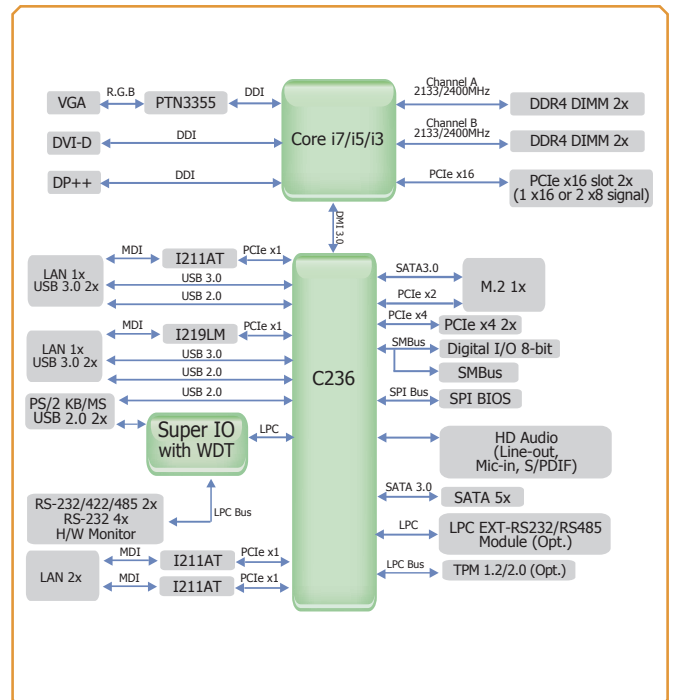 VGA
R.G.B
PTN3355
DDI
DVI-D
DDI
DP++
DDI
Core i7/i5/i3
Channel A
2133/2400MHz
DDR4 DIMM 2x
Channel B
2133/2400MHz
DDR4 DIMM 2x
PCIe x16
PCIe x16 slot 2x
(1 x16 or 2 x8 signal)
DMI 3.0
LAN 1x
USB 3.0 2x
MDI
I211AT
PCIe x1
USB 3.0
USB 2.0
LAN 1x
USB 3.0 2x
MDI
I219LM
PCIe x1
USB 3.0
USB 2.0
PS/2 KB/MS
USB 2.0 2x
USB 2.0
Super IO
with WDT
LPC
RS-232/422/485 2x
RS-232 4x
H/W Monitor
LPC Bus
LAN 2x
MDI
I211AT
PCIe x1
MDI
I211AT
PCIe x1
C236
SATA3.0
PCIe x2
M.2 1x
PCIe x4
PCIe x4 2x
SMBus
Digital I/O 8-bit
SMBus
SPI Bus
SPI BIOS
HD Audio
(Line-out,
Mic-in, S/PDIF)
SATA 3.0
SATA 5x
LPC
LPC EXT-RS232/RS485
Module (Opt.)
LPC Bus
TPM 1.2/2.0 (Opt.)